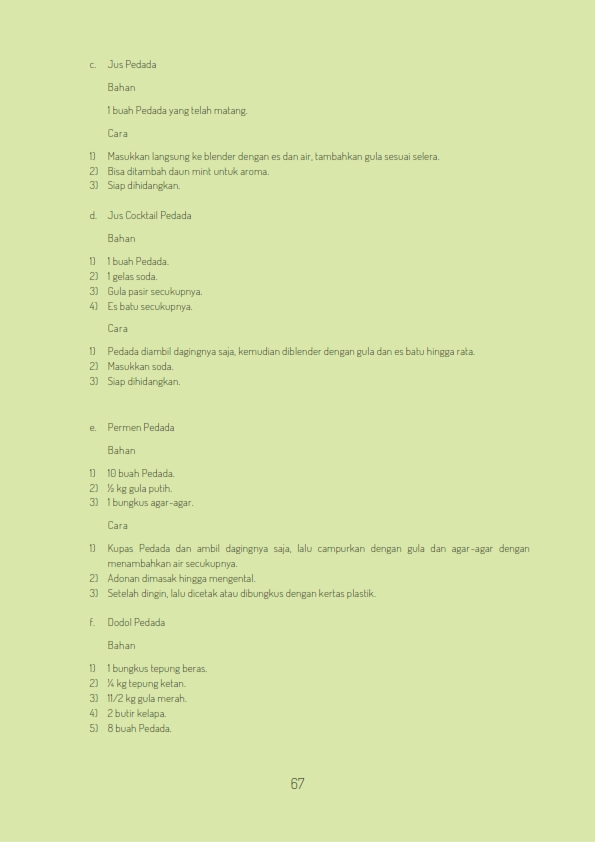 c. Jus Pedada
Bahan
1 buah Pedada yang telah matang.
Cara
1) Masukkan langsung ke blender dengan es dan air, tambahkan gula sesuai selera.
2) Bisa ditambah daun mint untuk aroma.
3) Siap dihidangkan.
d. Jus Cocktail Pedada
Bahan
1) 1 buah Pedada.
2) 1 gelas soda.
3) Gula pasir secukupnya.
4) Es batu secukupnya.
Cara
1) Pedada diambil dagingnya saja, kemudian diblender dengan gula dan es batu hingga rata.
2) Masukkan soda.
3) Siap dihidangkan.
e. Permen Pedada
Bahan
1) 10 buah Pedada.
2) ½ kg gula putih.
3) 1 bungkus agar-agar.
Cara
1) Kupas Pedada dan ambil dagingnya saja, lalu campurkan dengan gula dan agar-agar dengan
menambahkan air secukupnya.
2) Adonan dimasak hingga mengental.
3) Setelah dingin, lalu dicetak atau dibungkus dengan kertas plastik.
f. Dodol Pedada
Bahan
1) 1 bungkus tepung beras.
2) ¼ kg tepung ketan.
3) 11/2 kg gula merah.
4) 2 butir kelapa.
5) 8 buah Pedada.
67